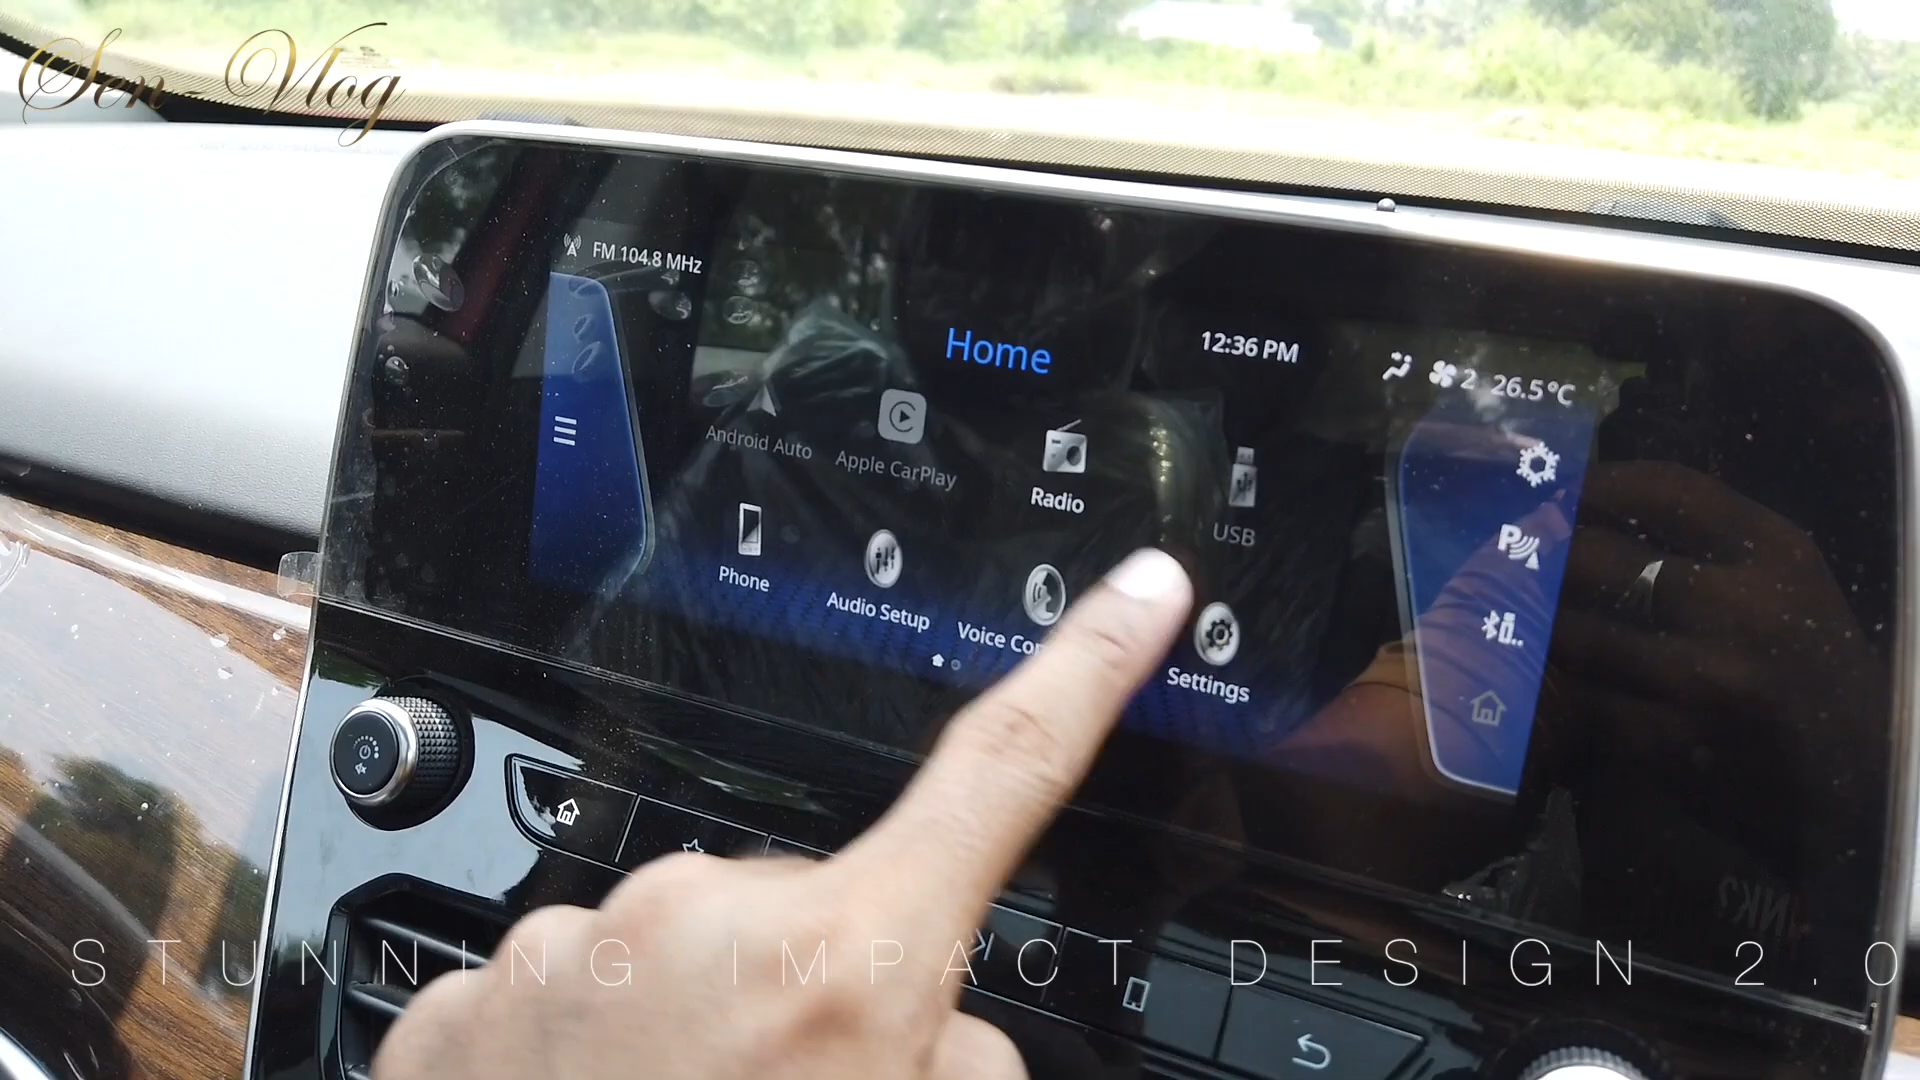 Sen-Vlog
FM 104.8 MHz
Home
12:36 PM
2 26.5°C
Android Auto
Apple CarPlay
Radio
USB
Phone
Audio Setup
Voice
Settings
STUNNING IMPACT DESIGN 2.0